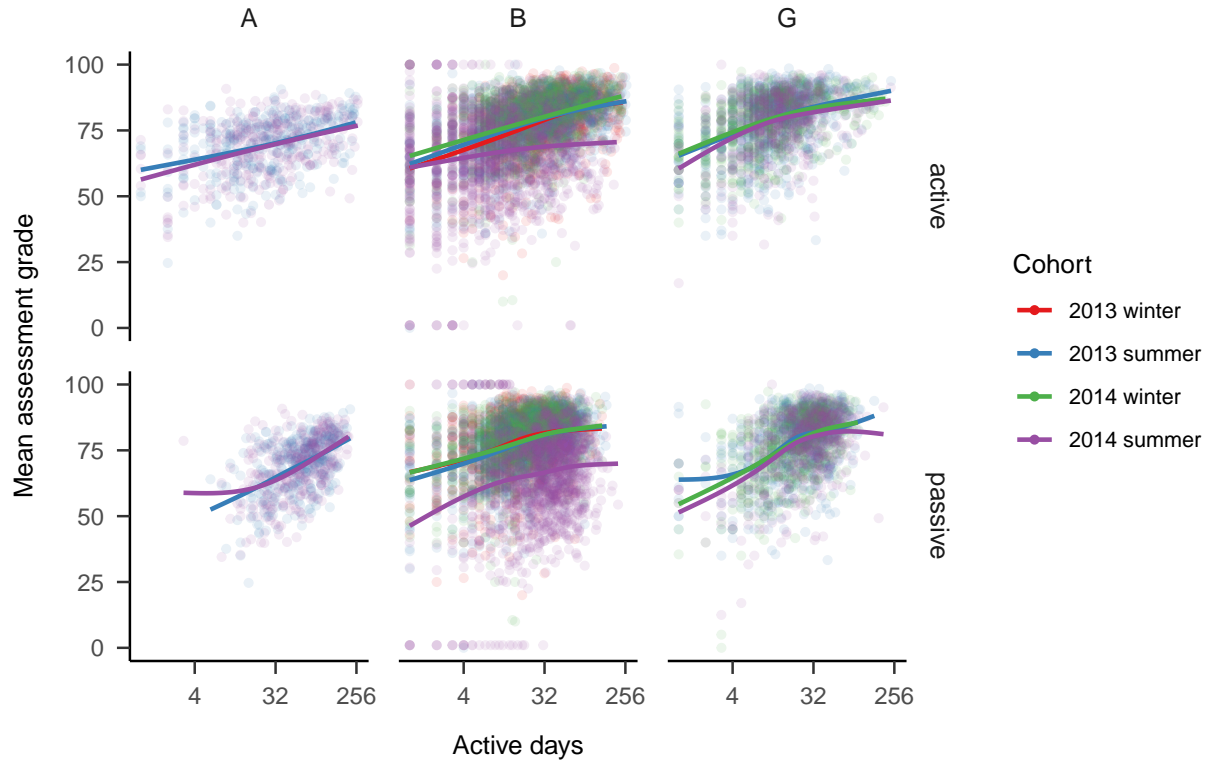 A B G
100
75
50
25
0
active
100
75
50
25
0
passive
4 32 256 4 32 256 4 32 256
Active days
Mean assessment grade
Cohort
2013 winter
2013 summer
2014 winter
2014 summer